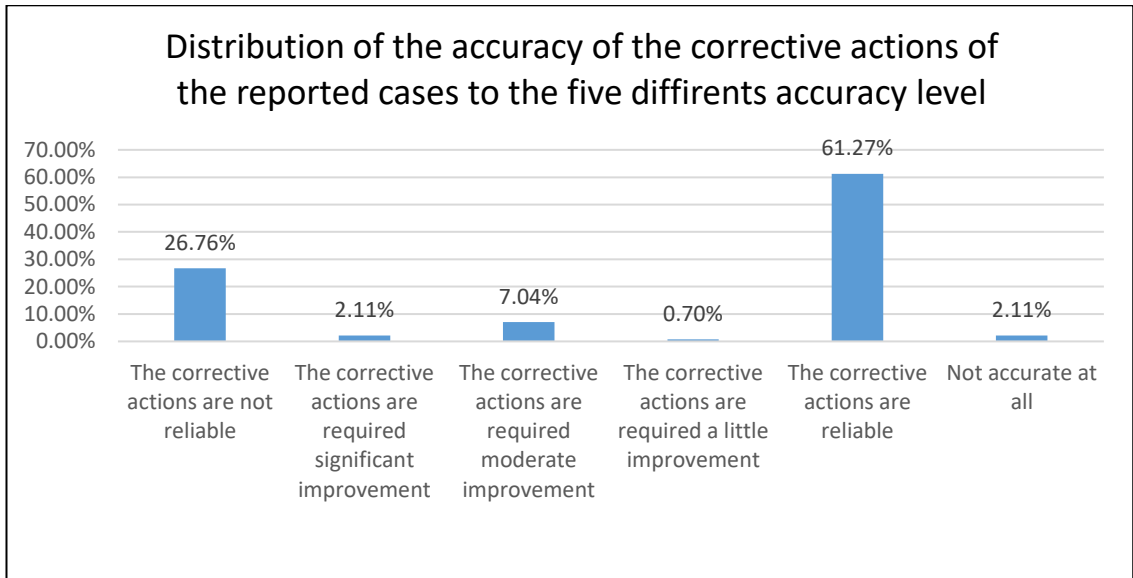 Distribution of the accuracy of the corrective actions of
the reported cases to the five diffirents accuracy level
70.00%
60.00%
50.00%
40.00%
30.00%
20.00%
10.00%
0.00%
26.76%
2.11%
7.04%
0.70%
61.27%
2.11%
The corrective
actions are not
reliable
The corrective
actions are
required
significant
improvement
The corrective
actions are
required
moderate
improvement
The corrective
actions are
required a little
improvement
The corrective
actions are
reliable
Not accurate at
all